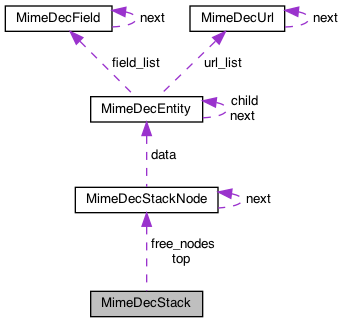 MimeDecField
next
MimeDecUrl
next
field_list
url_list
MimeDecEntity
child
next
data
MimeDecStackNode
next
free_nodes
top
MimeDecStack